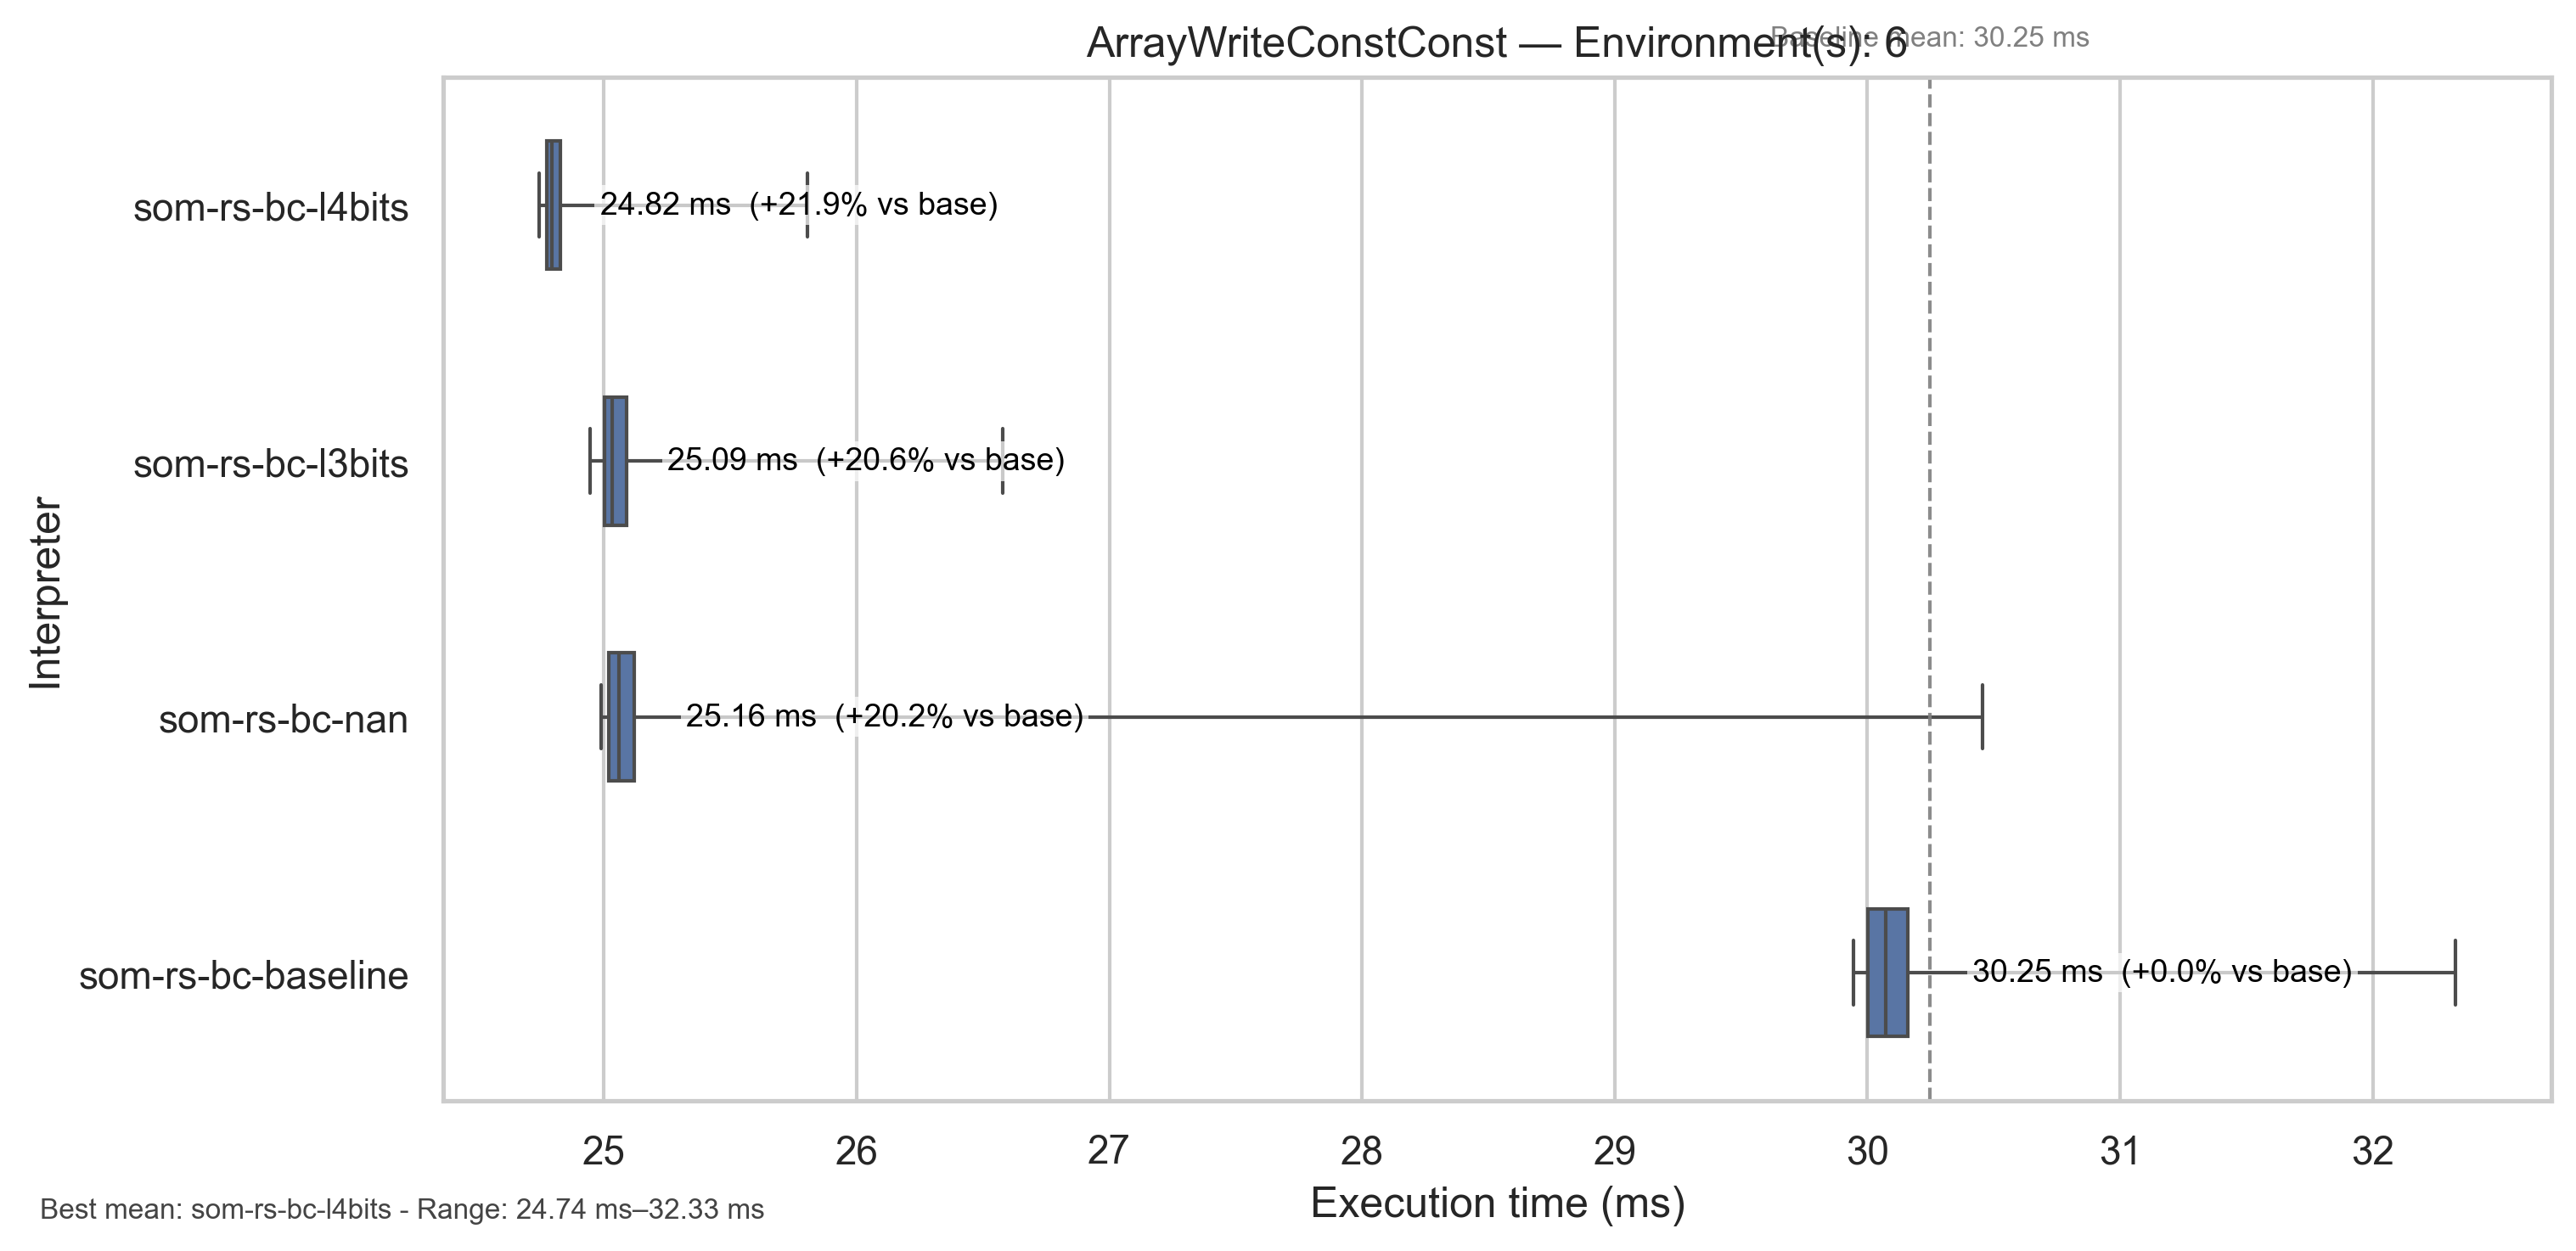 ArrayWriteConstConst — Environment(s): 6
Baseline mean: 30.25 ms
Interpreter
som-rs-bc-l4bits
24.82 ms (+21.9% vs base)
som-rs-bc-l3bits
25.09 ms (+20.6% vs base)
som-rs-bc-nan
25.16 ms (+20.2% vs base)
som-rs-bc-baseline
30.25 ms (+0.0% vs base)
25 26 27 28 29 30 31 32
Execution time (ms)
Best mean: som-rs-bc-l4bits - Range: 24.74 ms–32.33 ms